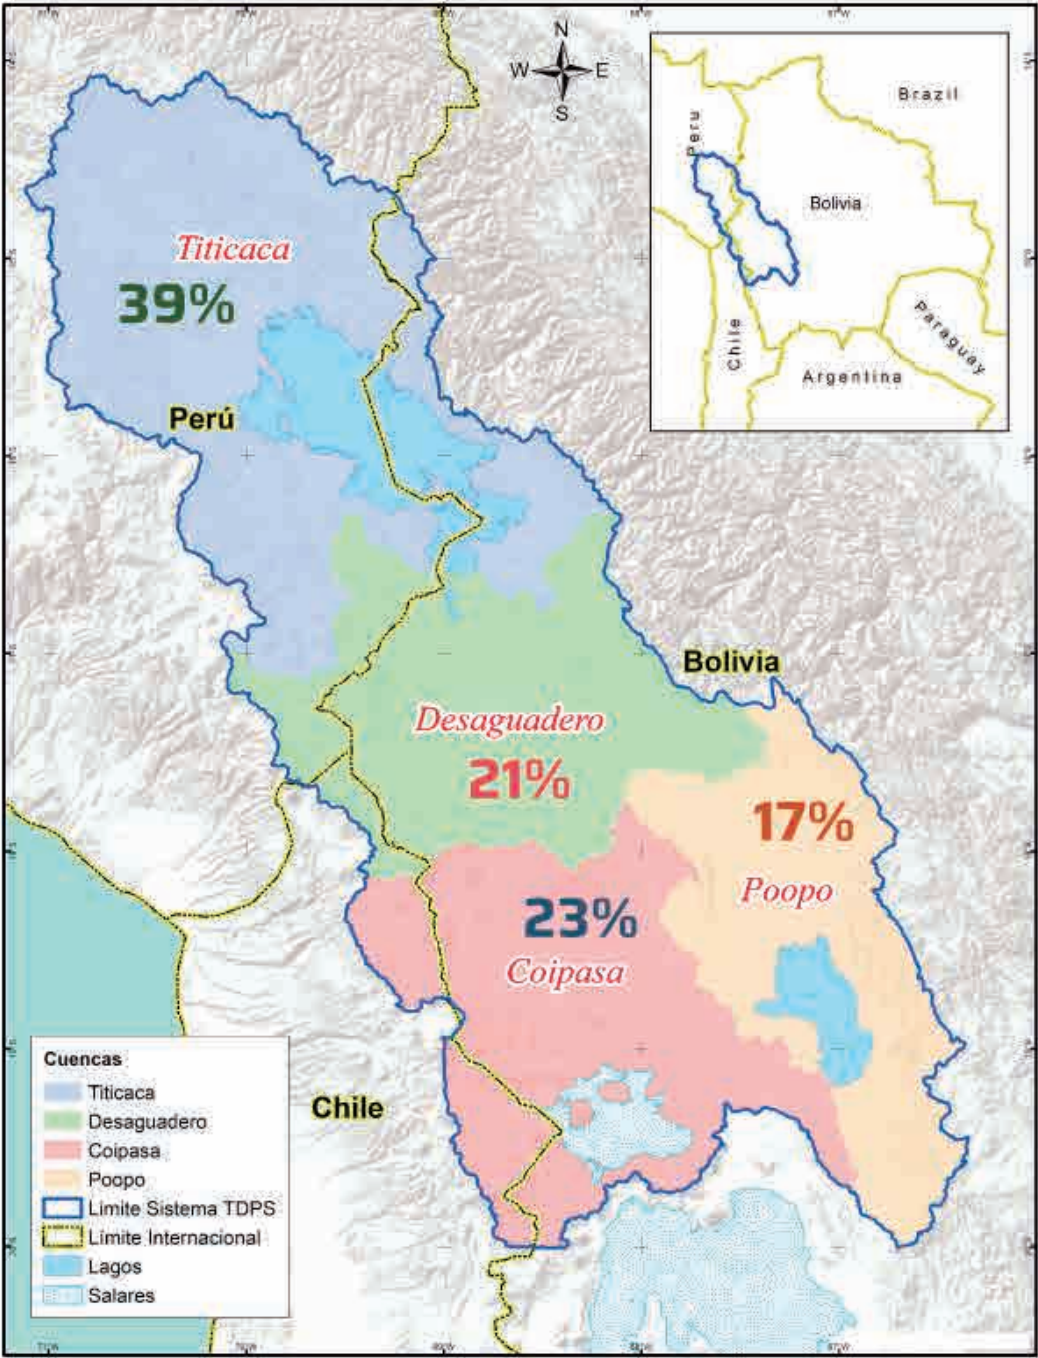 N
W E
S
Brazil
Peru
Bolivia
Chile
Paraguay
Argentina
Titicaca
39%
Perú
Bolivia
Desaguadero
21%
17%
Poopo
23%
Coipasa
Chile
Cuencas
Titicaca
Desaguadero
Coipasa
Poopo
Limite Sistema TDPS
Limite Internacional
Lagos
Salares